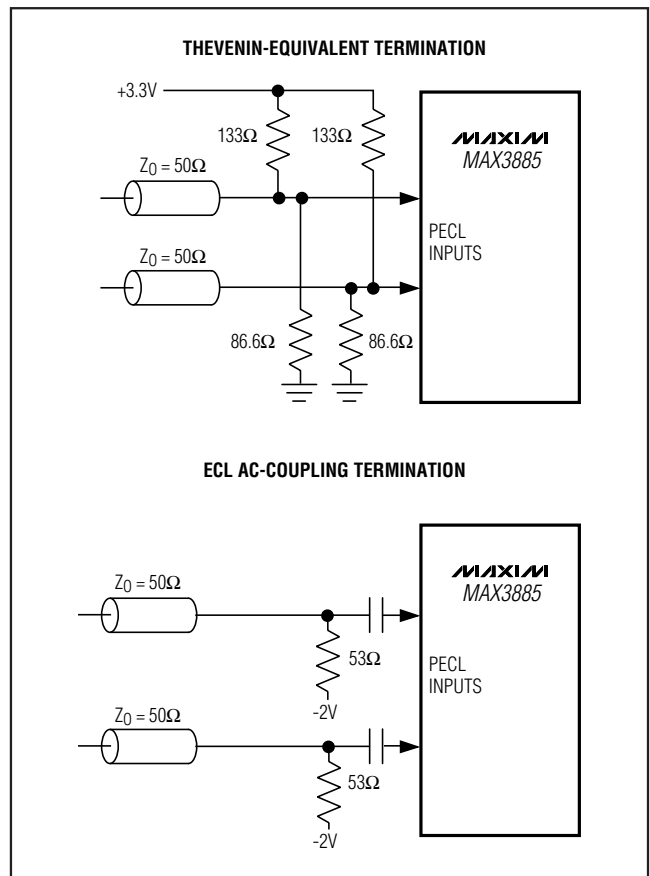 THEVENIN-EQUIVALENT TERMINATION
+3.3V
133Ω 133Ω
MAXIM
MAX3885
Z0 = 50Ω
PECL
INPUTS
Z0 = 50Ω
86.6Ω 86.6Ω
ECL AC-COUPLING TERMINATION
MAXIM
MAX3885
Z0 = 50Ω
53Ω
PECL
INPUTS
-2V
Z0 = 50Ω
53Ω
-2V